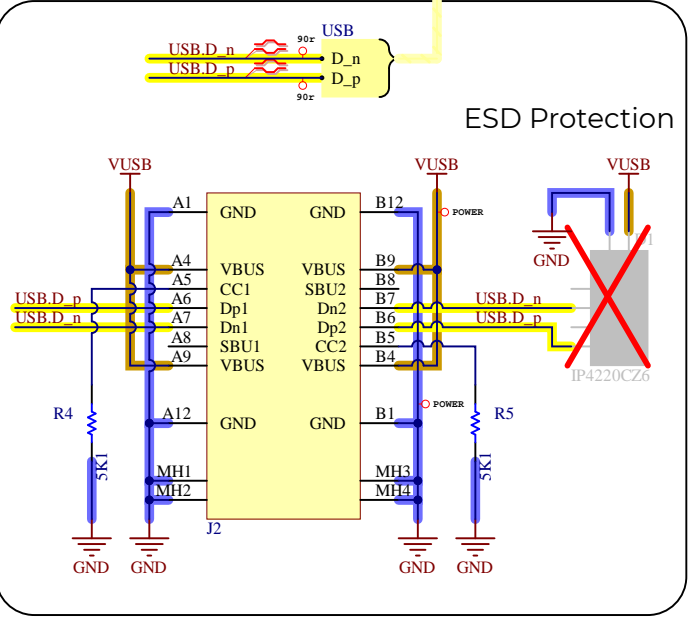 90r
USB
USB.D_n
D_n
USB.D_p
D_p
90r
ESD Protection
VUSB
VUSB
VUSB
A1
GND
GND
B12
POWER
GND
A4
VBUS
VBUS
B9
A5
CC1
SBU2
B8
USB.D_p
A6
Dp1
Dn2
B7
USB.D_n
USB.D_n
A7
Dn1
Dp2
B6
USB.D_p
A8
SBU1
CC2
B5
A9
VBUS
VBUS
B4
IP4220CZ6
POWER
R4
A12
GND
GND
B1
R5
5K1
5K1
MH1
MH3
MH2
MH4
J2
GND
GND
GND
GND